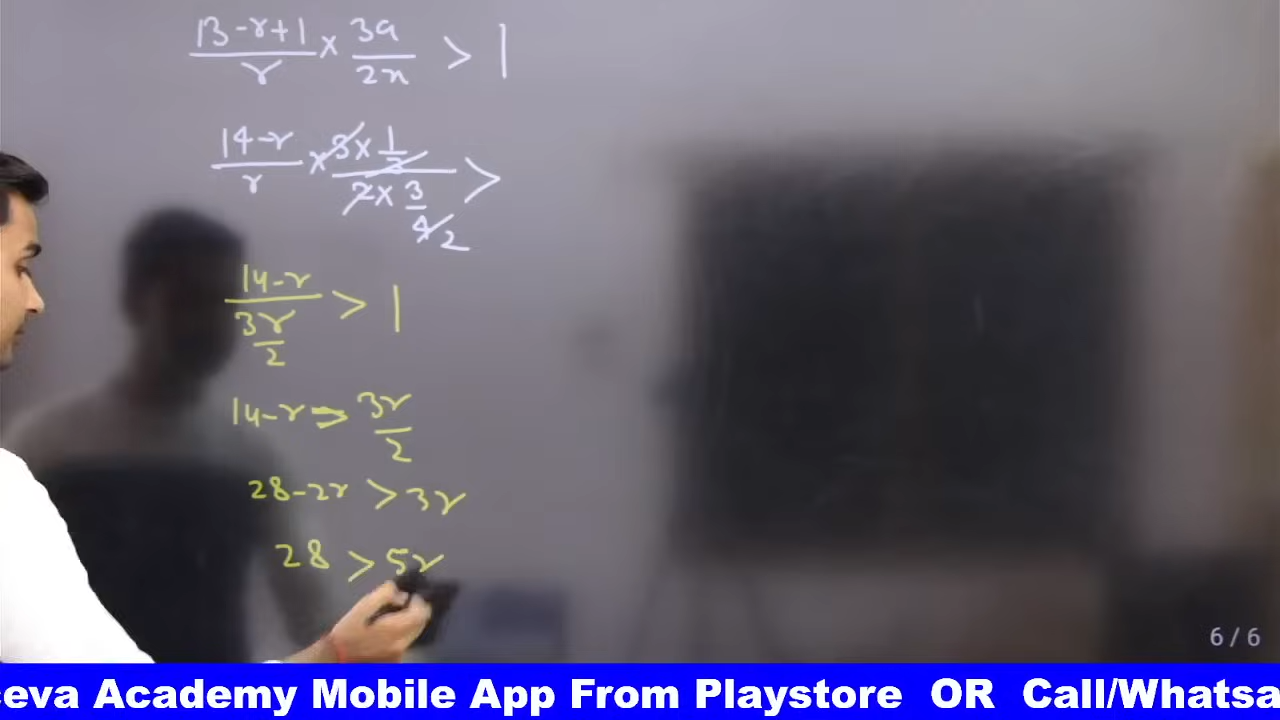 13-r+1/r × 3a/2x > 1
14-r/r × 3×1/2 / 2×3/4 2 >
14-r / 3r/2 > 1
14-r => 3r/2
28-2r > 3r
28 > 5r
6 / 6
ceva Academy Mobile App From Playstore OR Call/Whatsa